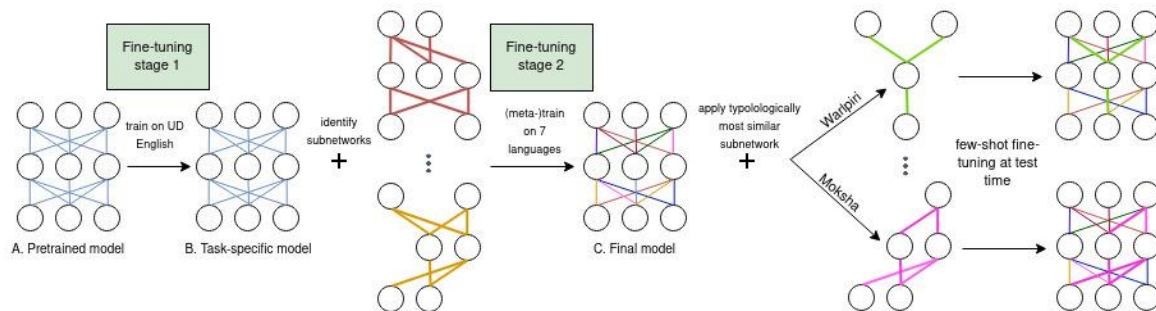 Fine-tuning
stage 1
train on UD
English
A. Pretrained model
B. Task-specific model
identify
subnetworks
+
Fine-tuning
stage 2
(meta-)train
on 7
languages
C. Final model
apply typolologically
most similar
subnetwork
+
Warlpiri
Moksha
few-shot fine-
tuning at test
time